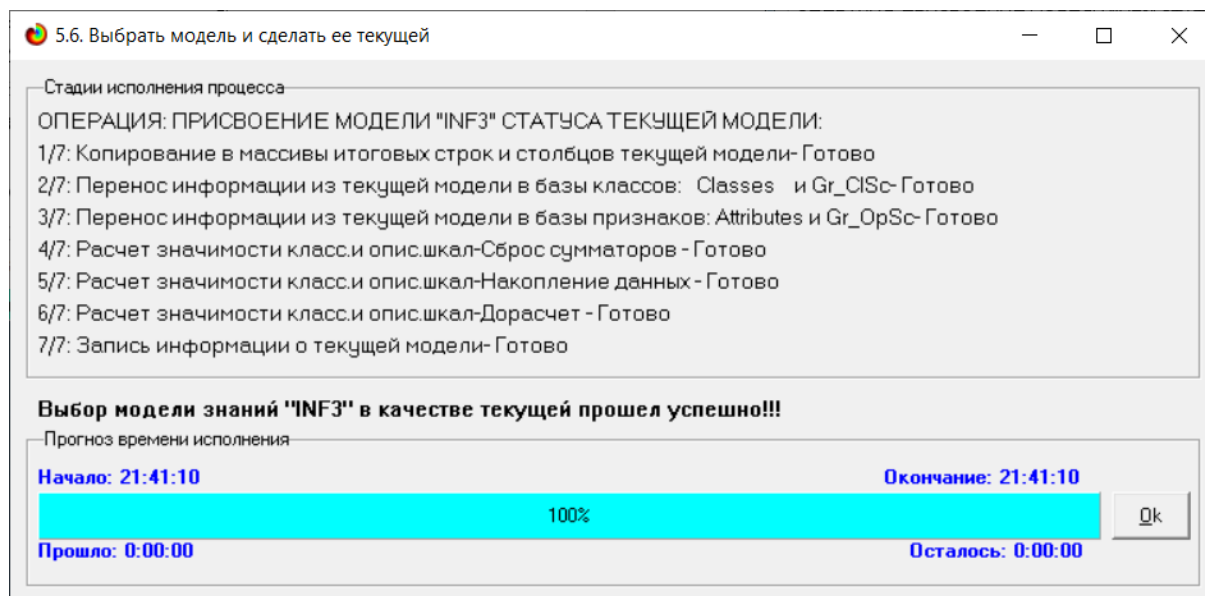 5.6. Выбрать модель и сделать ее текущей
Стадии исполнения процесса
ОПЕРАЦИЯ: ПРИСВОЕНИЕ МОДЕЛИ "INF3" СТАТУСА ТЕКУЩЕЙ МОДЕЛИ:
1/7: Копирование в массивы итоговых строк и столбцов текущей модели- Готово
2/7: Перенос информации из текущей модели в базы классов: Classes и Gr_ClSc- Готово
3/7: Перенос информации из текущей модели в базы признаков: Attributes и Gr_OpSc- Готово
4/7: Расчет значимости класс.и опис.шкал-Сброс сумматоров - Готово
5/7: Расчет значимости класс.и опис.шкал-Накопление данных - Готово
6/7: Расчет значимости класс.и опис.шкал-Дорасчет - Готово
7/7: Запись информации о текущей модели- Готово
Выбор модели знаний "INF3" в качестве текущей прошел успешно!!!
Прогноз времени исполнения
Начало: 21:41:10 Окончание: 21:41:10
100% Ok
Прошло: 0:00:00 Осталось: 0:00:00